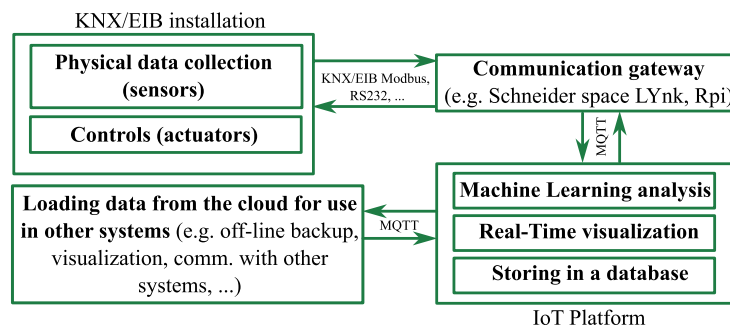 KNX/EIB installation
Physical data collection
(sensors)
Controls (actuators)
KNX/EIB Modbus,
RS232, ...
Communication gateway
(e.g. Schneider space LYnk, Rpi)
MQTT
Loading data from the cloud for use
in other systems (e.g. off-line backup,
visualization, comm. with other
systems, ...)
MQTT
Machine Learning analysis
Real-Time visualization
Storing in a database
IoT Platform